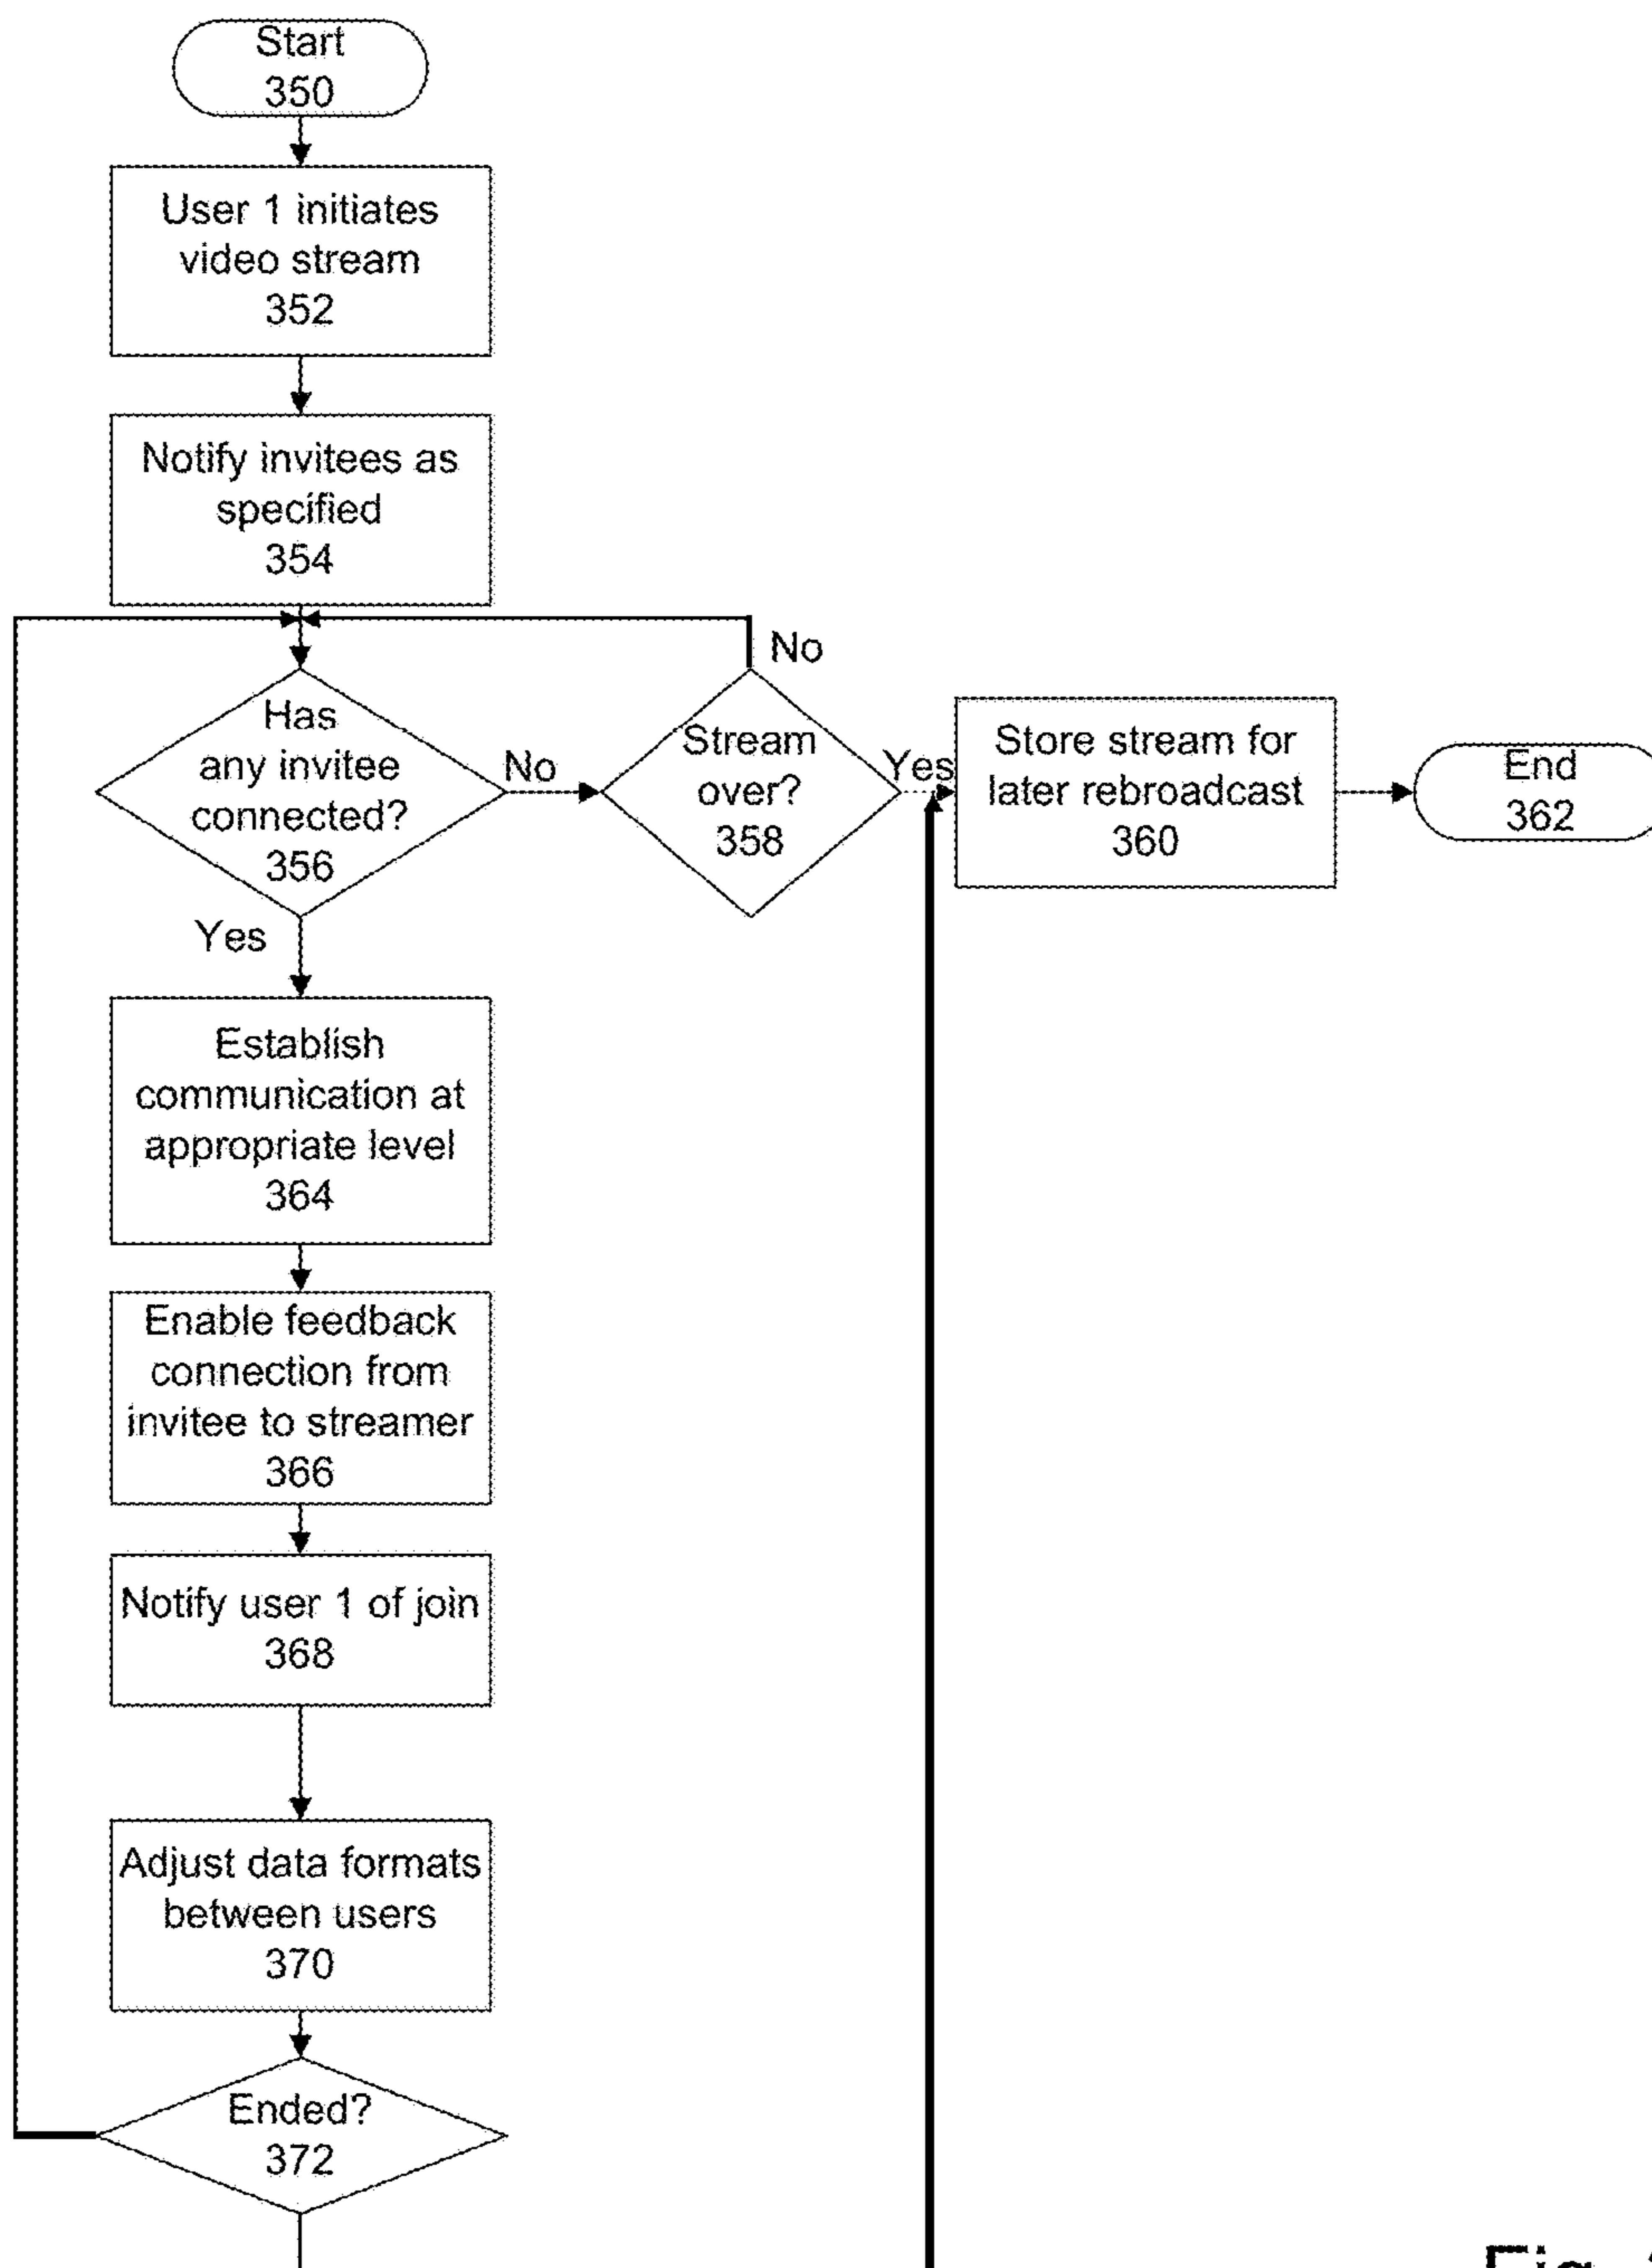 Start
350
User 1 initiates
video stream
352
Notify invitees as
specified
354
No
Has
any invitee
connected?
356
No
Stream
over?
358
Yes
Store stream for
later rebroadcast
360
End
362
Yes
Establish
communication at
appropriate level
364
Enable feedback
connection from
invitee to streamer
366
Notify user 1 of join
368
Adjust data formats
between users
370
Ended?
372